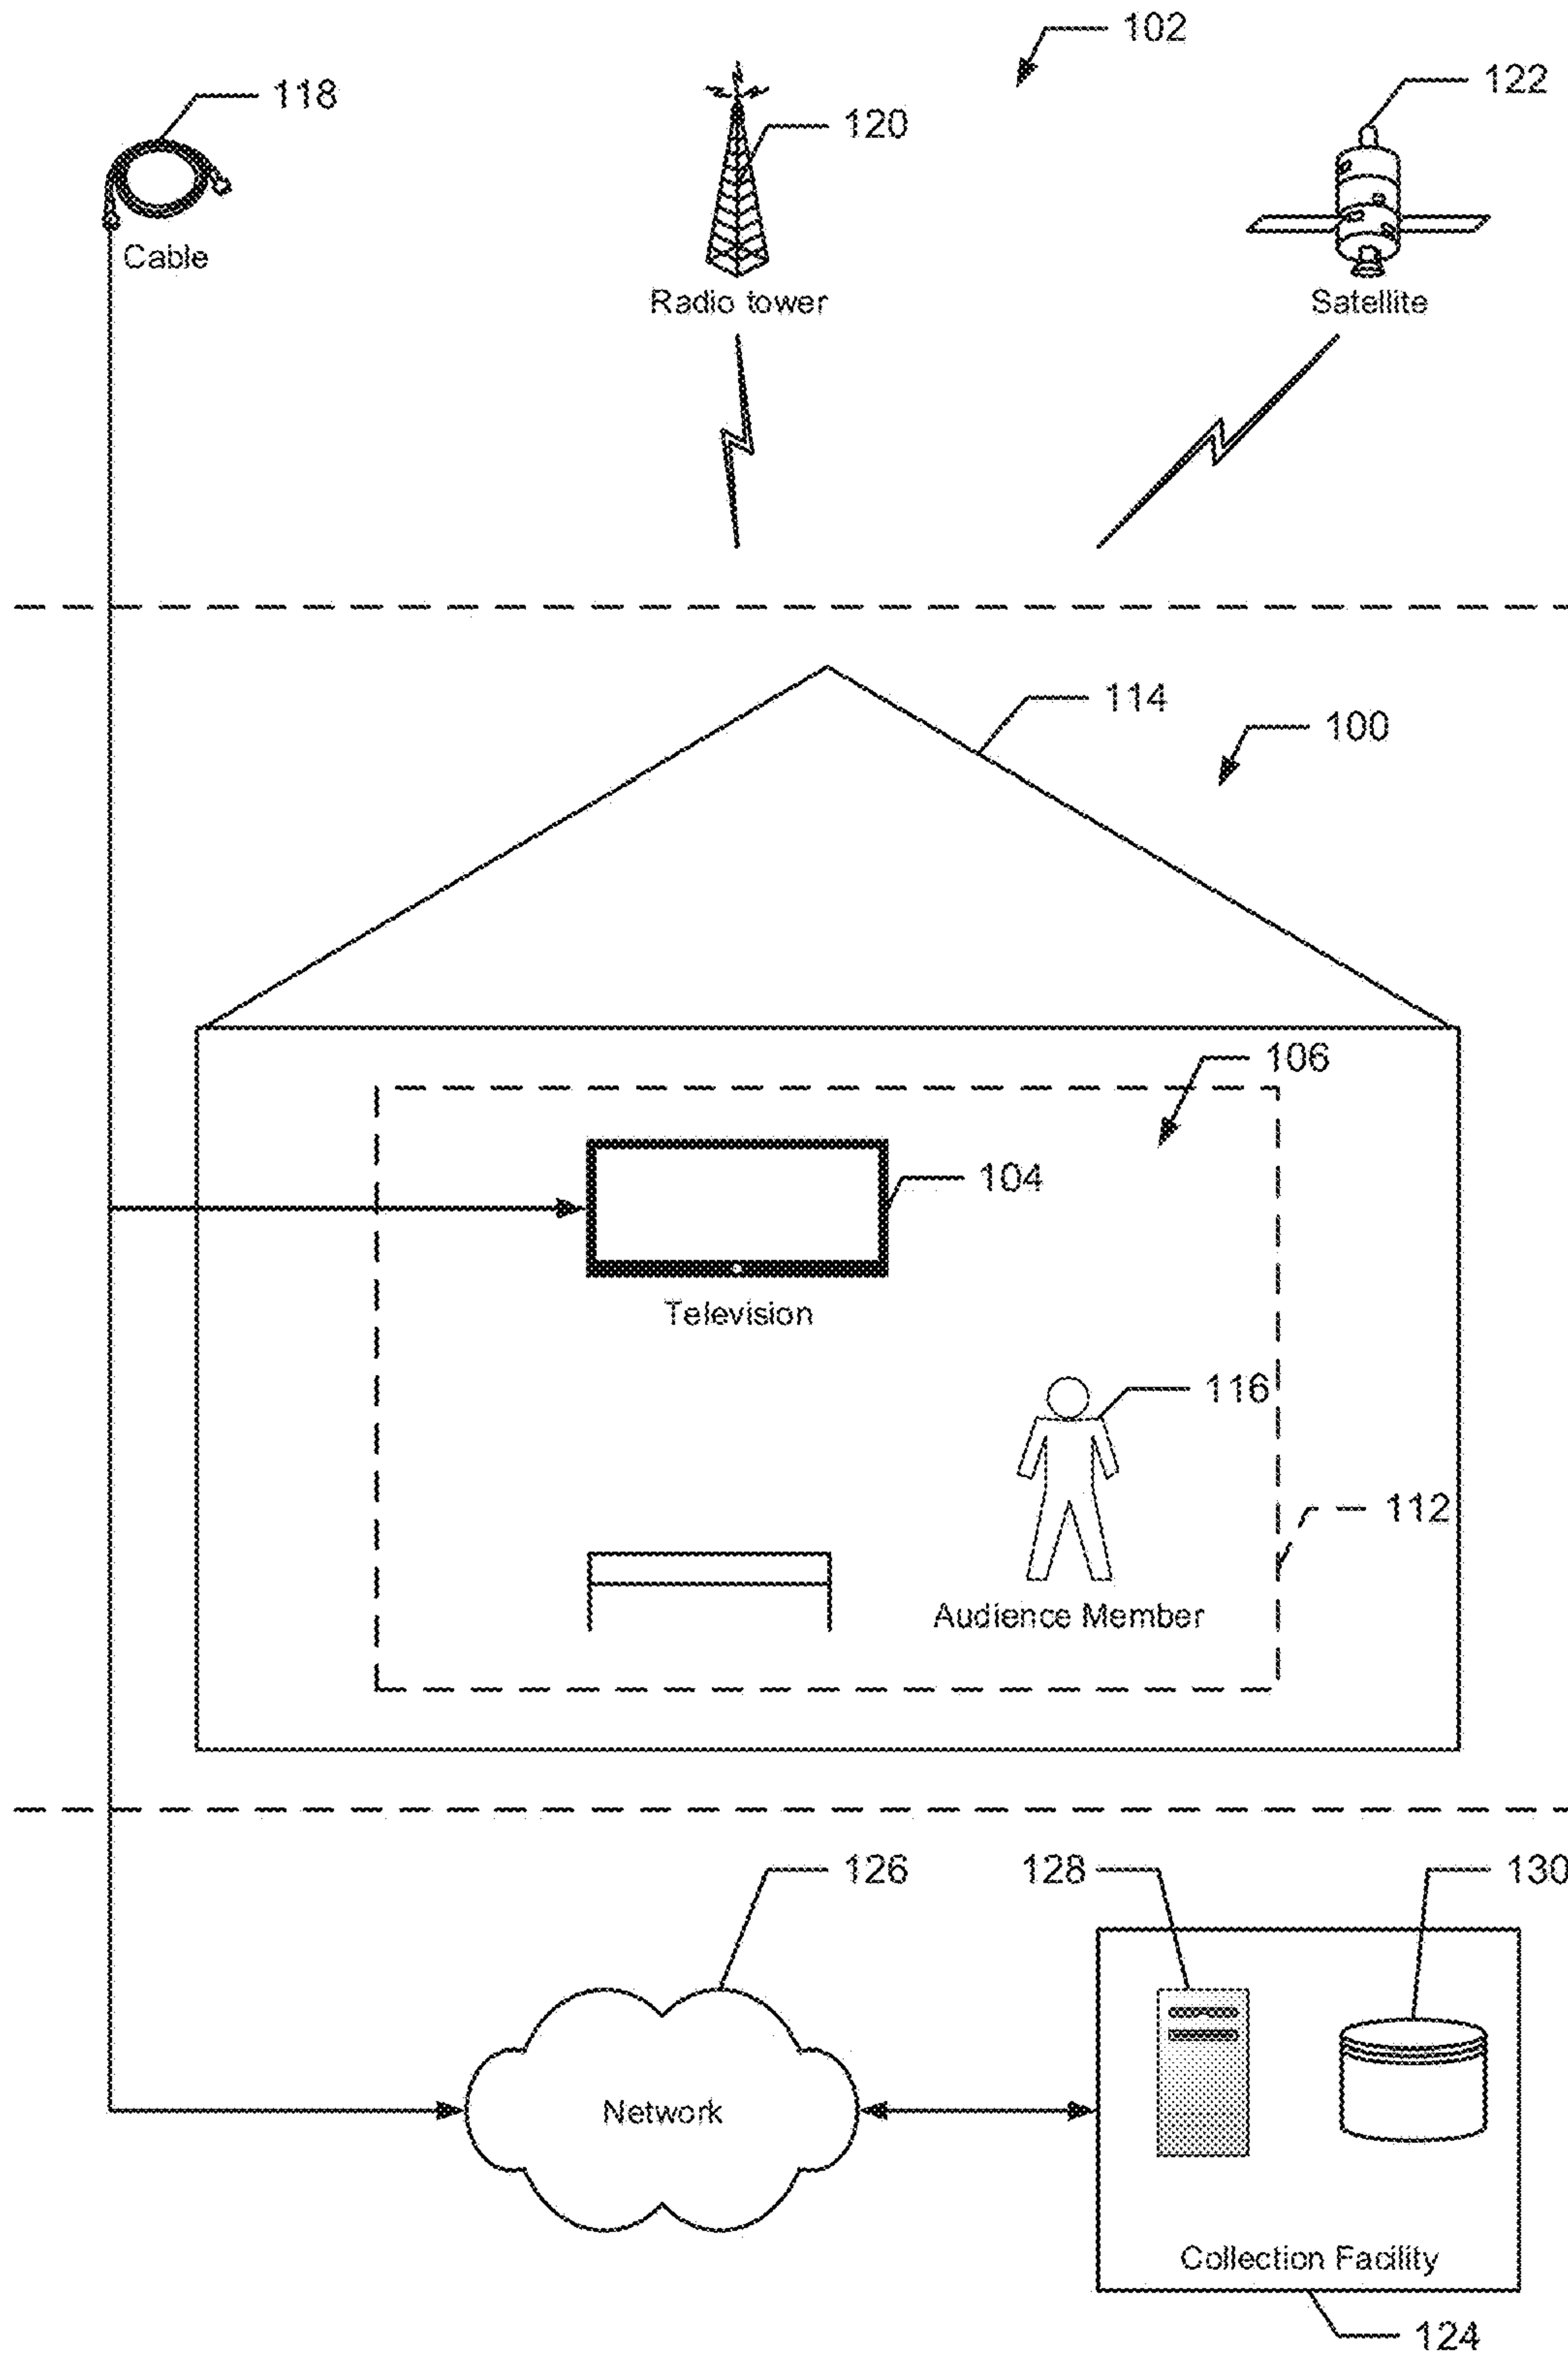 102
118
122
120
Cable
Radio tower
Satellite
114
100
106
104
Television
116
112
Audience Member
126
128
130
Network
Collection Facility
124